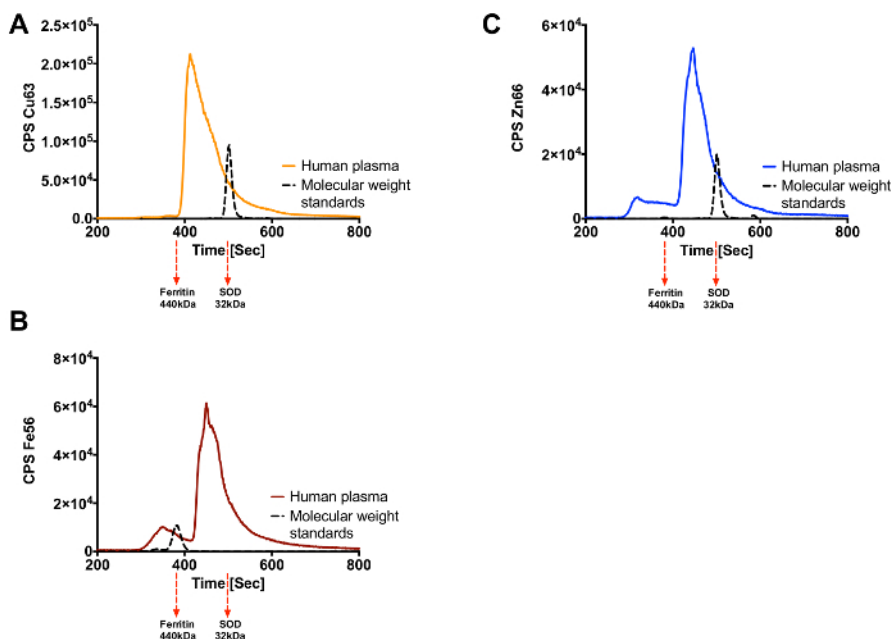 A
CPS Cu63
2.5×10⁵
2.0×10⁵
1.5×10⁵
1.0×10⁵
5.0×10⁴
0.0
200
400
600
800
Time [Sec]
Human plasma
Molecular weight
standards
Ferritin
440kDa
SOD
32kDa
B
CPS Fe56
8×10⁴
6×10⁴
4×10⁴
2×10⁴
0
200
400
600
800
Time [Sec]
Human plasma
Molecular weight
standards
Ferritin
440kDa
SOD
32kDa
C
CPS Zn66
6×10⁴
4×10⁴
2×10⁴
0
200
400
600
800
Time [Sec]
Human plasma
Molecular weight
standards
Ferritin
440kDa
SOD
32kDa